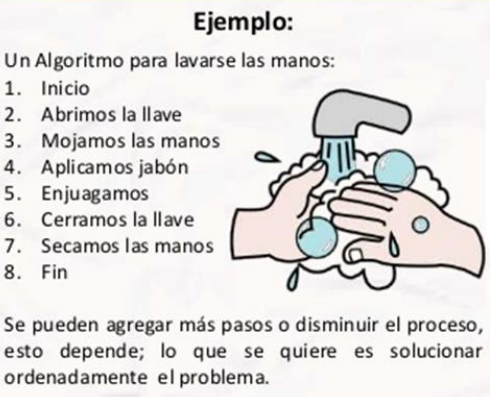 Ejemplo:
Un Algoritmo para lavarse las manos:
1. Inicio
2. Abrimos la llave
3. Mojamos las manos
4. Aplicamos jabón
5. Enjuagamos
6. Cerramos la llave
7. Secamos las manos
8. Fin
Se pueden agregar más pasos o disminuir el proceso,
esto depende; lo que se quiere es solucionar
ordenadamente el problema.